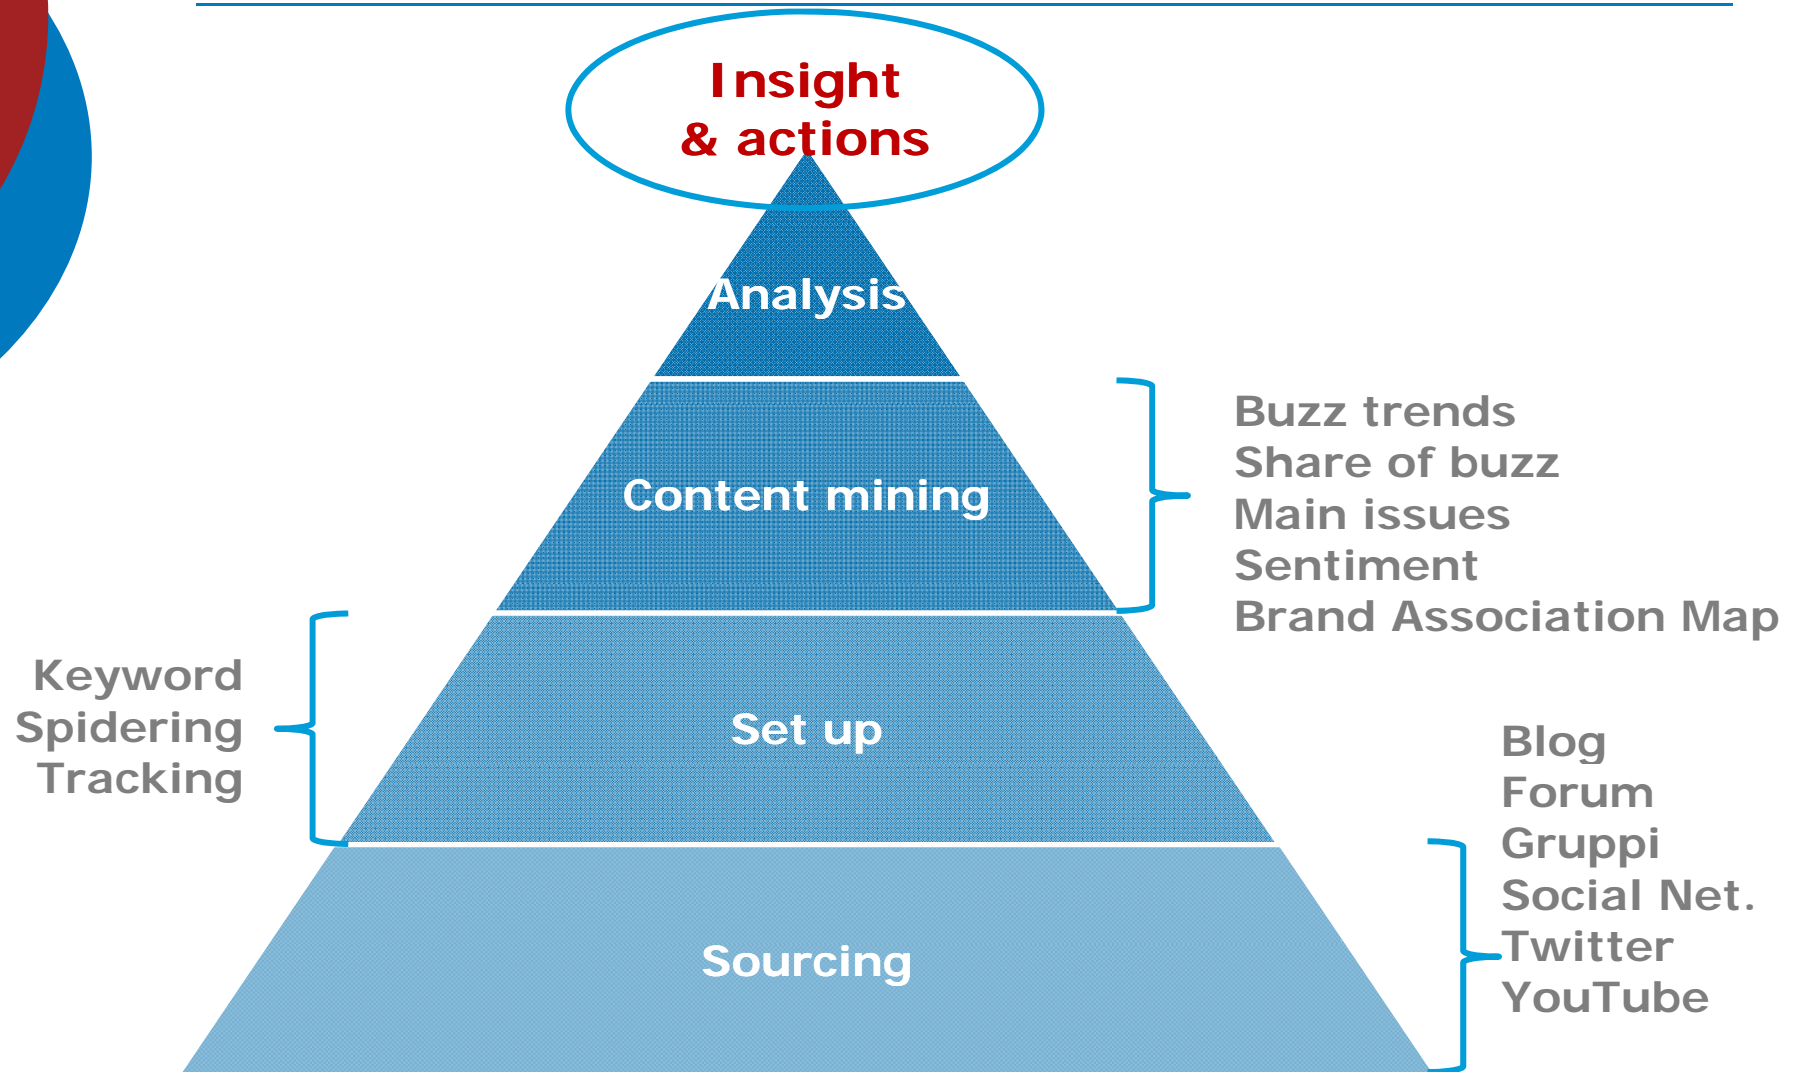 Insight
& actions
Analysis
Content mining
Buzz trends
Share of buzz
Main issues
Sentiment
Brand Association Map
Set up
Keyword
Spidering
Tracking
Sourcing
Blog
Forum
Gruppi
Social Net.
Twitter
YouTube